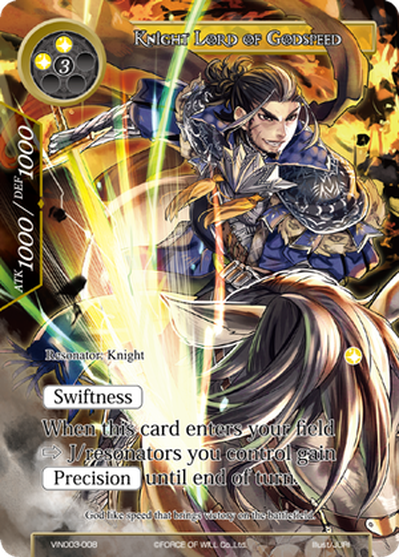 Knight Lord of Godspeed
3
ATK 1000 / DEF 1000
Resonator: Knight
Swiftness
When this card enters your field
⇨ J/resonators you control gain
Precision until end of turn.
God like speed that brings victory on the battlefield.
VIN003-008 ©FORCE OF WILL Co.,Ltd. Illust/JURI